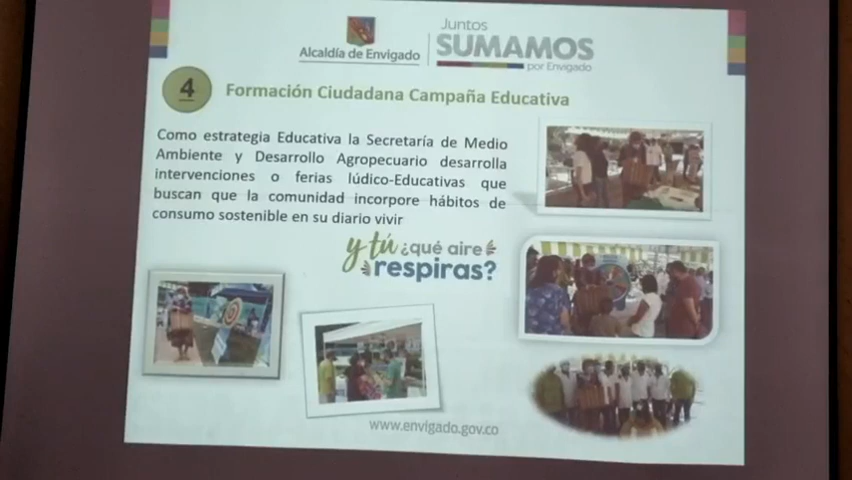 Alcaldía de Envigado
Juntos
SUMAMOS
por Envigado
4
Formación Ciudadana Campaña Educativa
Como estrategia Educativa la Secretaría de Medio
Ambiente y Desarrollo Agropecuario desarrolla
intervenciones o ferias lúdico-Educativas que
buscan que la comunidad incorpore hábitos de
consumo sostenible en su diario vivir
y tú ¿qué aire
respiras?
www.envigado.gov.co